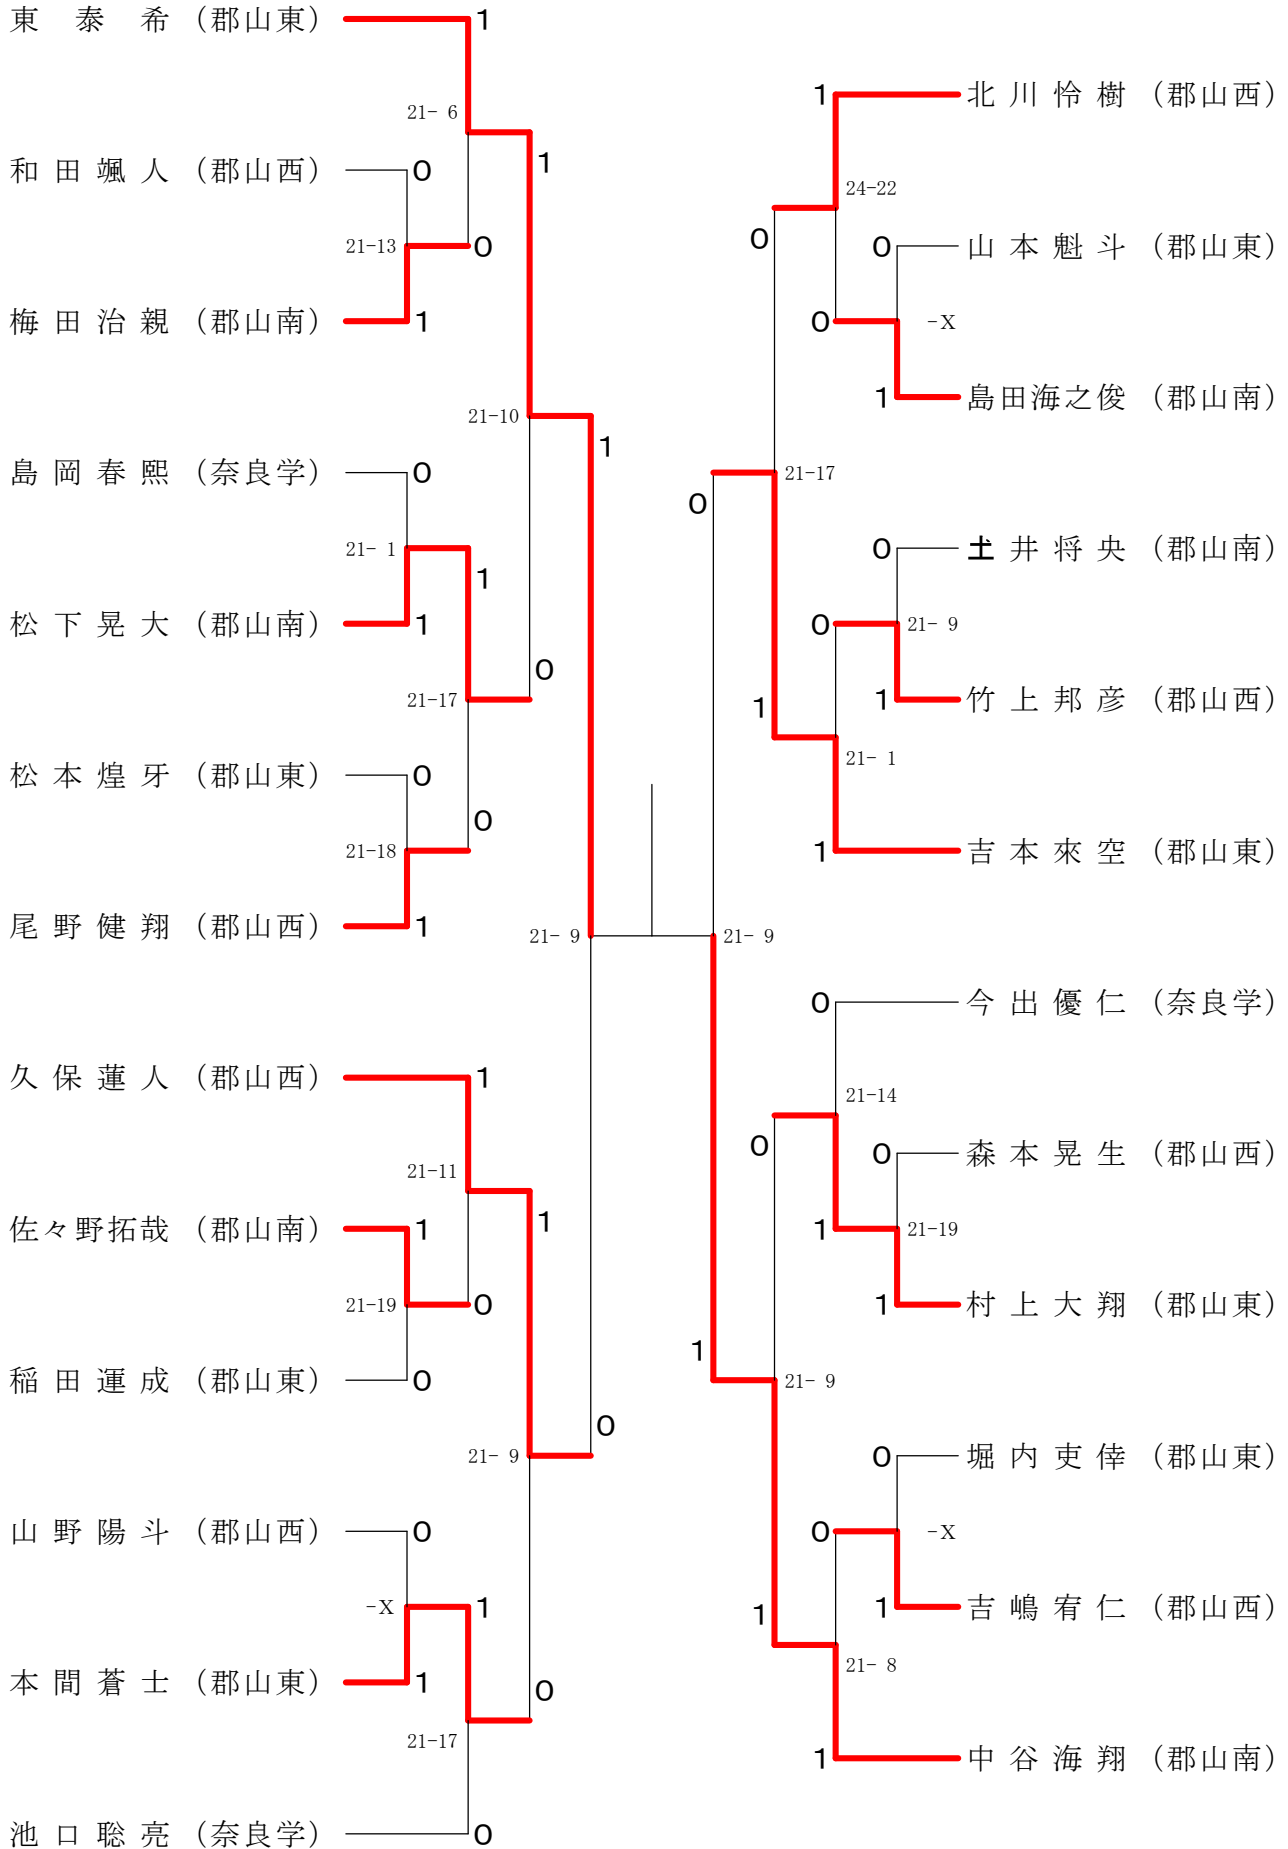 東 泰 希 （郡山東）
1
21- 6
1
和 田 颯 人 （郡山西）
0
21-13
0
梅 田 治 親 （郡山南）
1
21-10
1
島 岡 春 熙 （奈良学）
0
21- 1
1
松 下 晃 大 （郡山南）
1
0
21-17
松 本 煌 牙 （郡山東）
0
0
21-18
尾 野 健 翔 （郡山西）
1
21- 9
久 保 蓮 人 （郡山西）
1
21-11
1
佐々野拓哉 （郡山南）
1
21-19
0
稲 田 運 成 （郡山東）
0
0
21- 9
山 野 陽 斗 （郡山西）
0
-X
1
本 間 蒼 士 （郡山東）
1
0
21-17
池 口 聡 亮 （奈良学）
0
1
北 川 怜 樹 （郡山西）
24-22
0
0
山 本 魁 斗 （郡山東）
0
-X
1
島田海之俊 （郡山南）
21-17
0
0
土 井 将 央 （郡山南）
0
21- 9
1
竹 上 邦 彦 （郡山西）
1
21- 1
1
吉 本 來 空 （郡山東）
21- 9
0
今 出 優 仁 （奈良学）
21-14
0
0
森 本 晃 生 （郡山西）
1
21-19
1
村 上 大 翔 （郡山東）
1
21- 9
0
堀 内 吏 倖 （郡山東）
0
-X
1
吉 嶋 宥 仁 （郡山西）
1
21- 8
1
中 谷 海 翔 （郡山南）